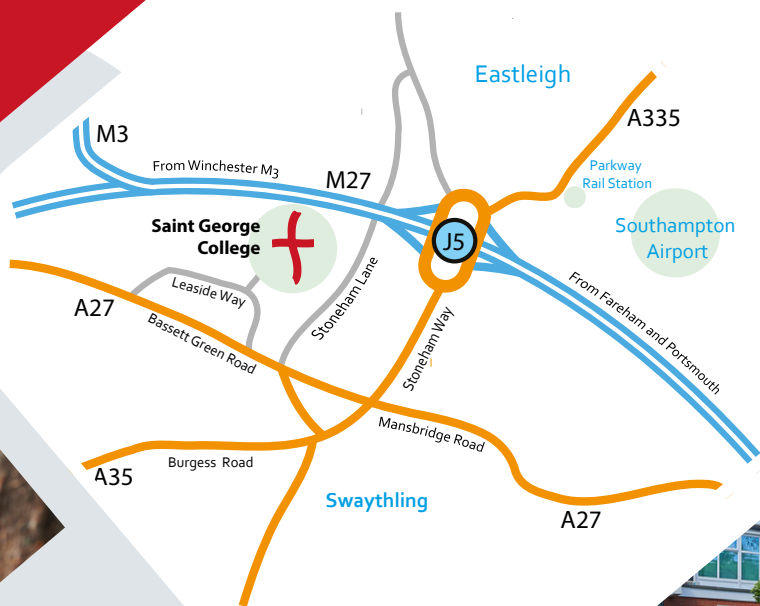 Eastleigh
A335
M3
From Winchester M3
M27
Parkway
Rail Station
Saint George
College
J5
Southampton
Airport
Leaside Way
Stoneham Lane
A27
Bassett Green Road
Stoneham Way
From Fareham and Portsmouth
Mansbridge Road
A35
Burgess Road
Swaythling
A27